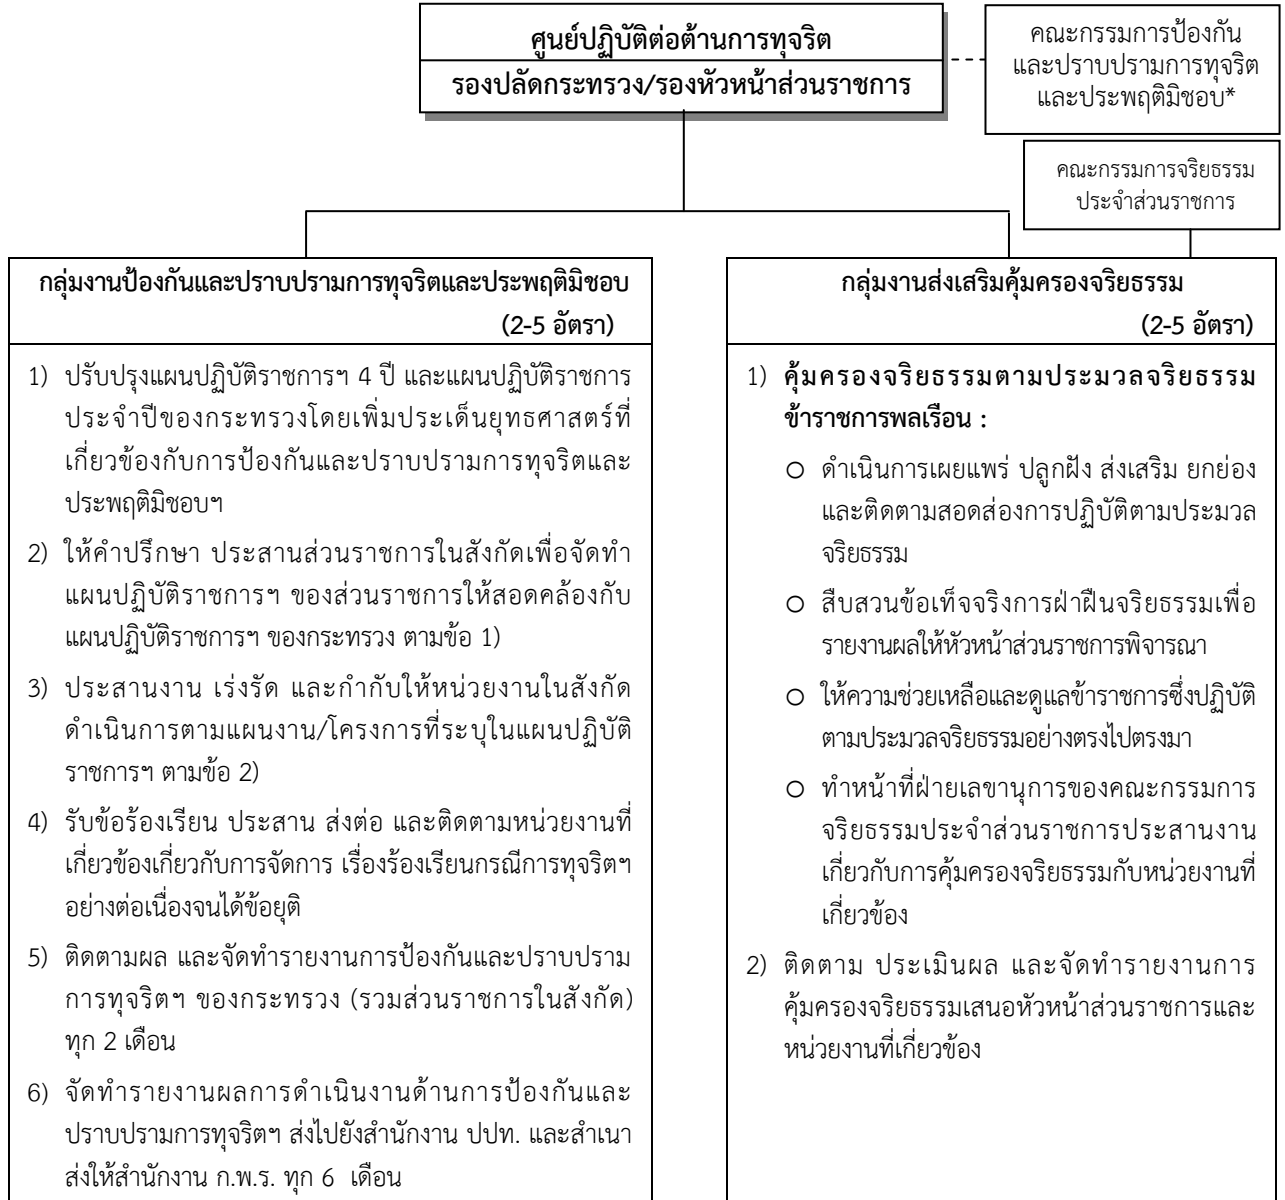 ศูนย์ปฏิบัติต่อต้านการทุจริต
รองปลัดกระทรวง/รองหัวหน้าส่วนราชการ
คณะกรรมการป้องกัน
และปราบปรามการทุจริต
และประพฤติมิชอบ*
คณะกรรมการจริยธรรม
ประจำส่วนราชการ
กลุ่มงานป้องกันและปราบปรามการทุจริตและประพฤติมิชอบ
(2-5 อัตรา)
1) ปรับปรุงแผนปฏิบัติราชการฯ 4 ปี และแผนปฏิบัติราชการ
ประจำปีของกระทรวงโดยเพิ่มประเด็นยุทธศาสตร์ที่
เกี่ยวข้องกับการป้องกันและปราบปรามการทุจริตและ
ประพฤติมิชอบฯ
2) ให้คำปรึกษา ประสานส่วนราชการในสังกัดเพื่อจัดทำ
แผนปฏิบัติราชการฯ ของส่วนราชการให้สอดคล้องกับ
แผนปฏิบัติราชการฯ ของกระทรวง ตามข้อ 1)
3) ประสานงาน เร่งรัด และกำกับให้หน่วยงานในสังกัด
ดำเนินการตามแผนงาน/โครงการที่ระบุในแผนปฏิบัติ
ราชการฯ ตามข้อ 2)
4) รับข้อร้องเรียน ประสาน ส่งต่อ และติดตามหน่วยงานที่
เกี่ยวข้องเกี่ยวกับการจัดการ เรื่องร้องเรียนกรณีการทุจริตฯ
อย่างต่อเนื่องจนได้ข้อยุติ
5) ติดตามผล และจัดทำรายงานการป้องกันและปราบปราม
การทุจริตฯ ของกระทรวง (รวมส่วนราชการในสังกัด)
ทุก 2 เดือน
6) จัดทำรายงานผลการดำเนินงานด้านการป้องกันและ
ปราบปรามการทุจริตฯ ส่งไปยังสำนักงาน ปปท. และสำเนา
ส่งให้สำนักงาน ก.พ.ร. ทุก 6 เดือน
กลุ่มงานส่งเสริมคุ้มครองจริยธรรม
(2-5 อัตรา)
1) คุ้มครองจริยธรรมตามประมวลจริยธรรม
ข้าราชการพลเรือน :
o ดำเนินการเผยแพร่ ปลูกฝัง ส่งเสริม ยกย่อง
และติดตามสอดส่องการปฏิบัติตามประมวล
จริยธรรม
o สืบสวนข้อเท็จจริงการฝ่าฝืนจริยธรรมเพื่อ
รายงานผลให้หัวหน้าส่วนราชการพิจารณา
o ให้ความช่วยเหลือและดูแลข้าราชการซึ่งปฏิบัติ
ตามประมวลจริยธรรมอย่างตรงไปตรงมา
o ทำหน้าที่ฝ่ายเลขานุการของคณะกรรมการ
จริยธรรมประจำส่วนราชการประสานงาน
เกี่ยวกับการคุ้มครองจริยธรรมกับหน่วยงานที่
เกี่ยวข้อง
2) ติดตาม ประเมินผล และจัดทำรายงานการ
คุ้มครองจริยธรรมเสนอหัวหน้าส่วนราชการและ
หน่วยงานที่เกี่ยวข้อง